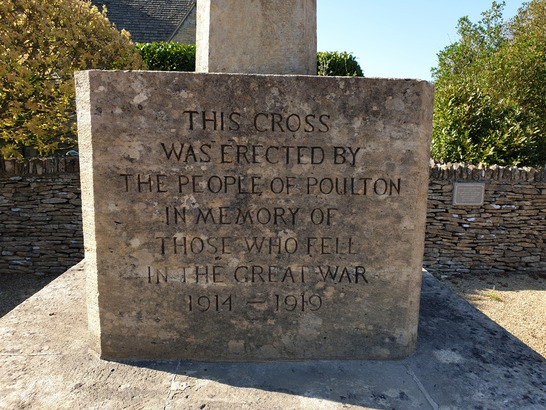 THIS CROSS
WAS ERECTED BY
THE PEOPLE OF POULTON
IN MEMORY OF
THOSE WHO FELL
IN THE GREAT WAR
1914 – 1919